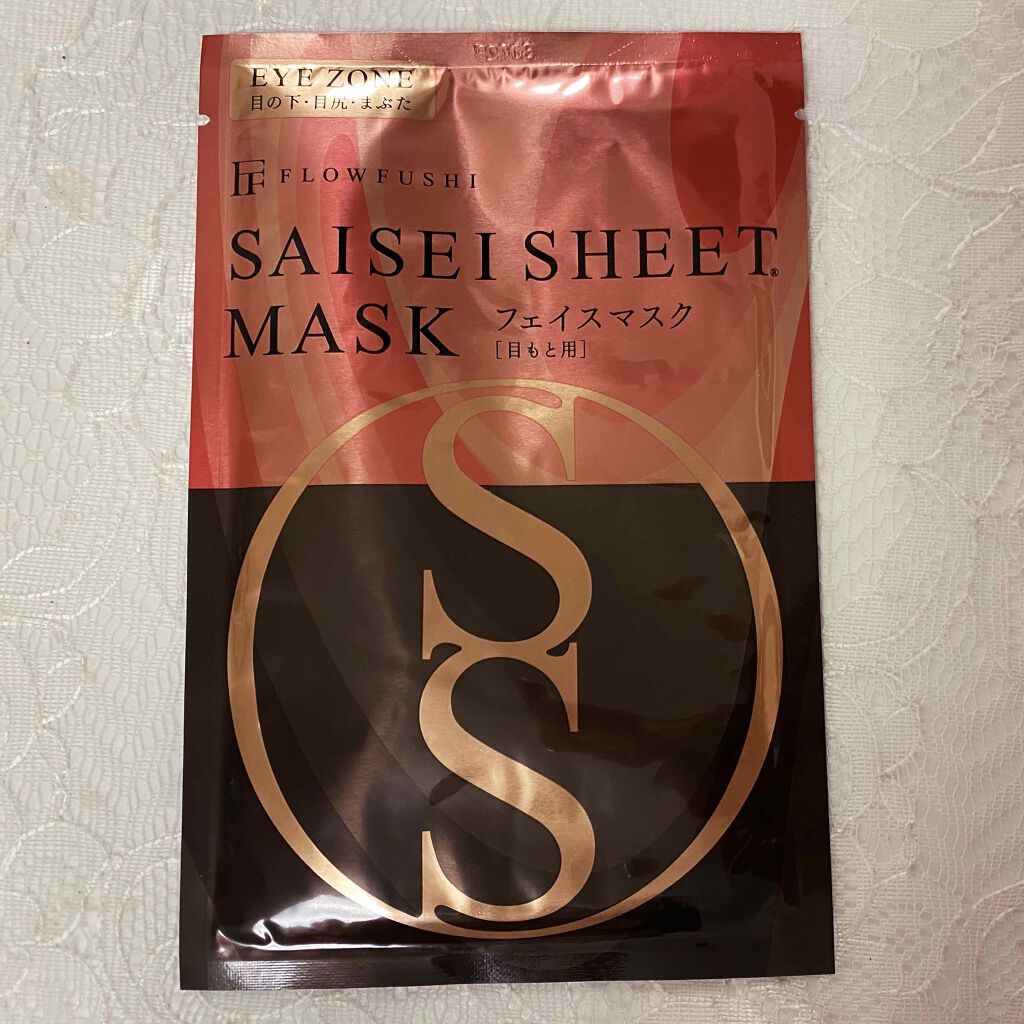 EYE ZONE
目の下・目尻・まぶた
FLOWFUSHI
SAISEI SHEET®
MASK フェイスマスク
[目もと用]
S
S